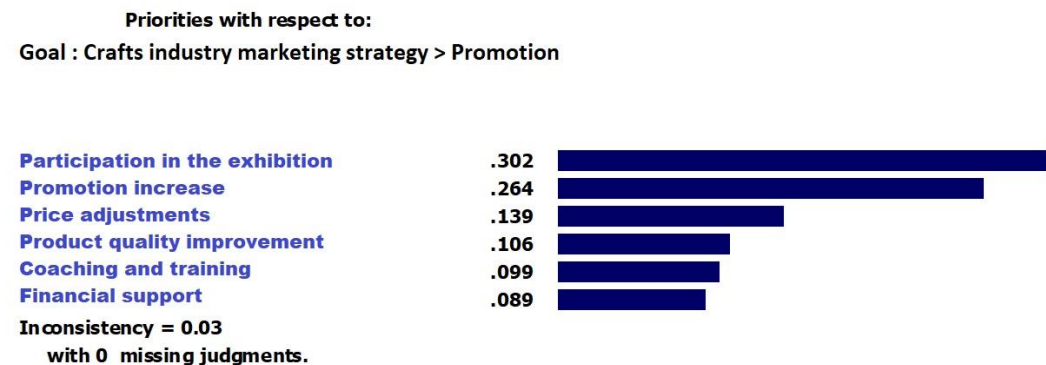 Priorities with respect to:
Goal : Crafts industry marketing strategy > Promotion
Participation in the exhibition .302
Promotion increase .264
Price adjustments .139
Product quality improvement .106
Coaching and training .099
Financial support .089
Inconsistency = 0.03
with 0 missing judgments.